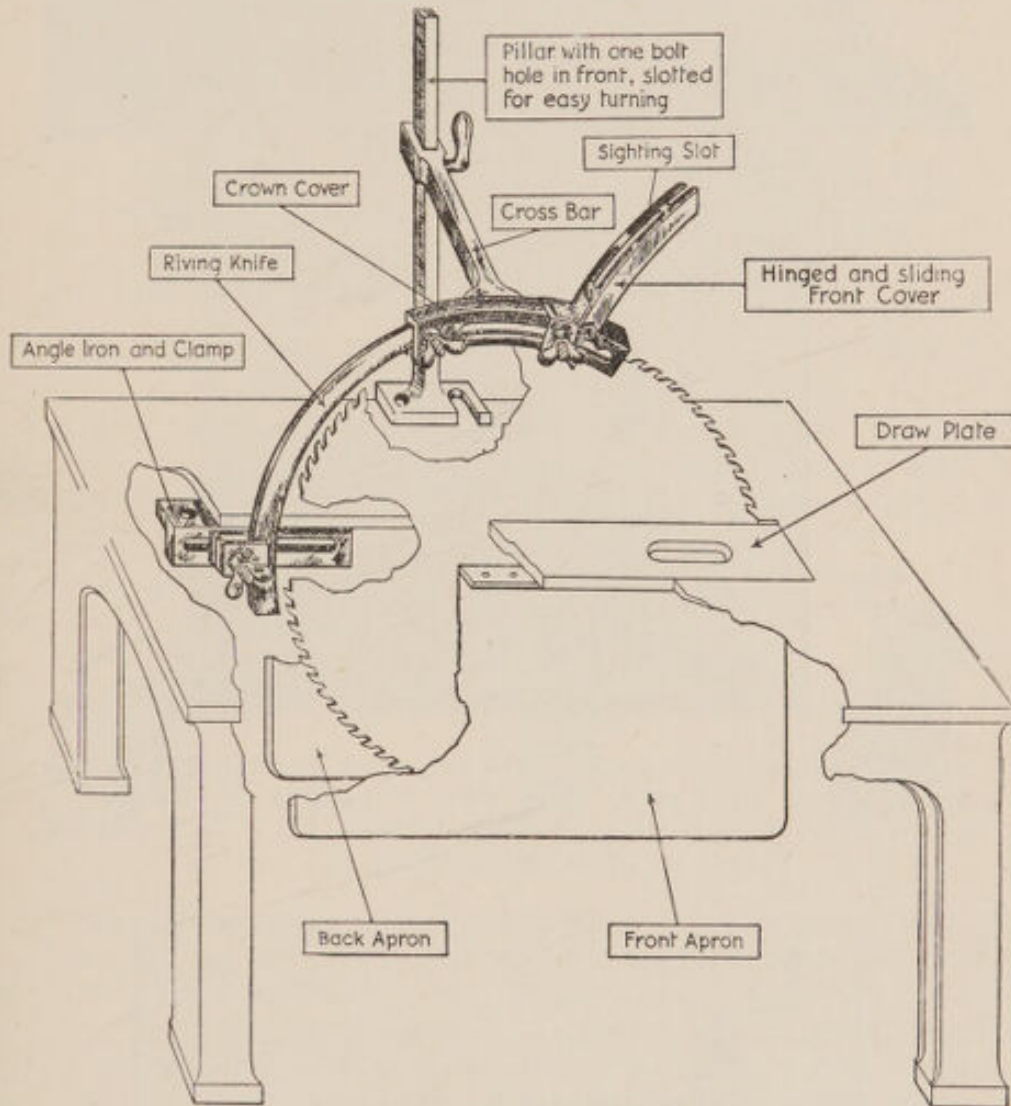 Pillar with one bolt
hole in front, slotted
for easy turning
Sighting Slot
Crown Cover
Cross Bar
Riving Knife
Hinged and sliding
Front Cover
Angle Iron and Clamp
Draw Plate
Back Apron
Front Apron